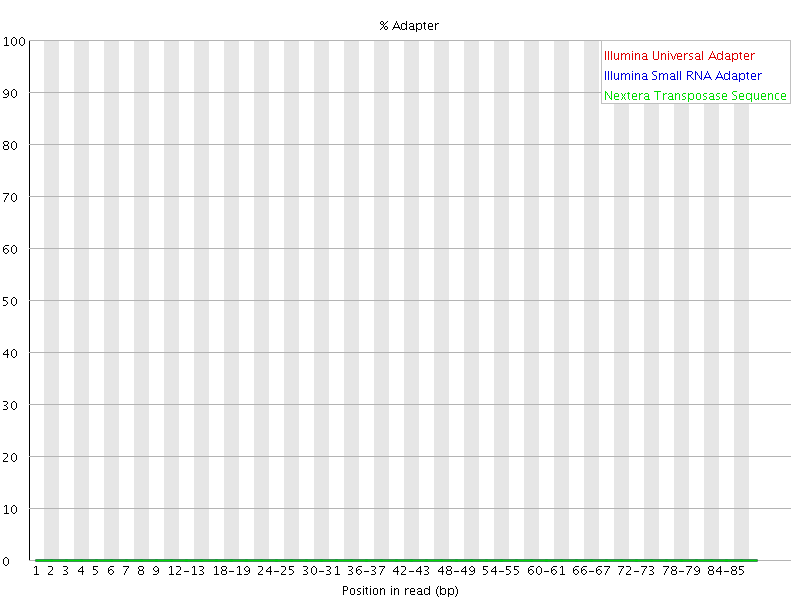 % Adapter
100
90
80
70
60
50
40
30
20
10
0
Illumina Universal Adapter
Illumina Small RNA Adapter
Nextera Transposase Sequence
1 2 3 4 5 6 7 8 9 12-13 18-19 24-25 30-31 36-37 42-43 48-49 54-55 60-61 66-67 72-73 78-79 84-85
Position in read (bp)